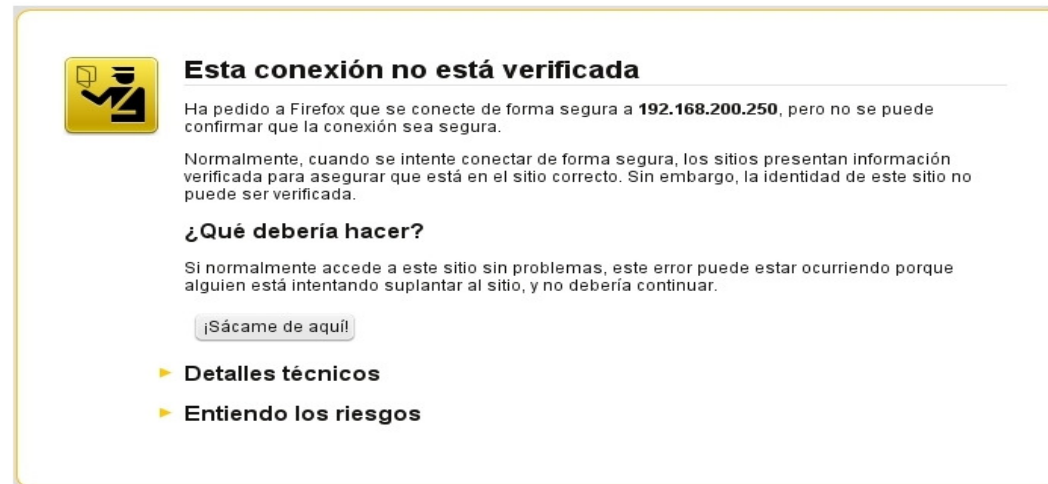 Esta conexión no está verificada
Ha pedido a Firefox que se conecte de forma segura a 192.168.200.250, pero no se puede
confirmar que la conexión sea segura.
Normalmente, cuando se intente conectar de forma segura, los sitios presentan información
verificada para asegurar que está en el sitio correcto. Sin embargo, la identidad de este sitio no
puede ser verificada.
¿Qué debería hacer?
Si normalmente accede a este sitio sin problemas, este error puede estar ocurriendo porque
alguien está intentando suplantar al sitio, y no debería continuar.
¡Sácame de aquí!
Detalles técnicos
Entiendo los riesgos